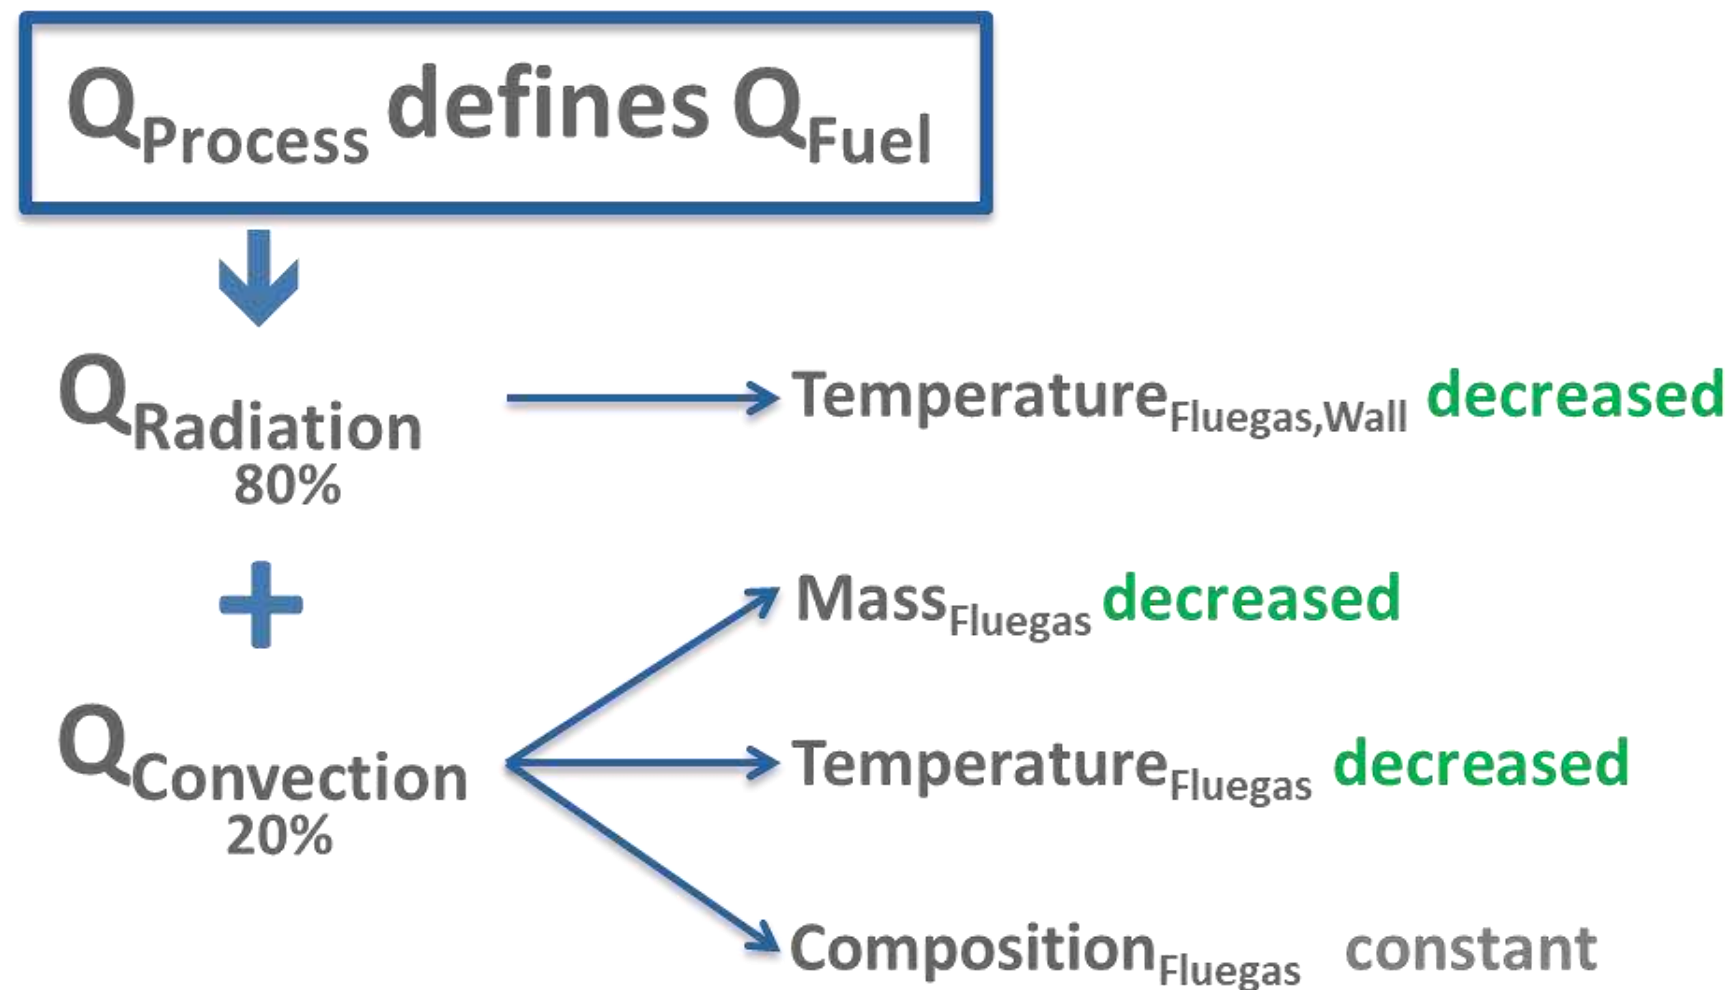 QProcess defines QFuel
QRadiation
80%
TemperatureFluegas,Wall decreased
+
MassFluegas decreased
QConvection
20%
TemperatureFluegas decreased
CompositionFluegas constant